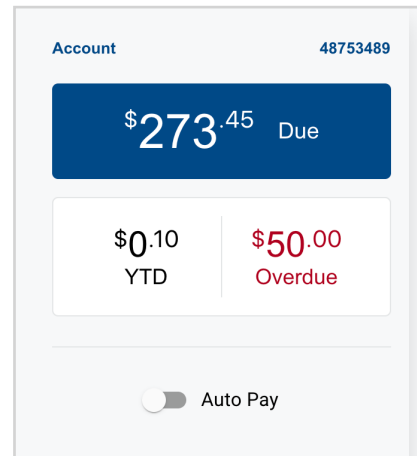 Account 48753489
$273.45 Due
$0.10 $50.00
YTD Overdue
Auto Pay